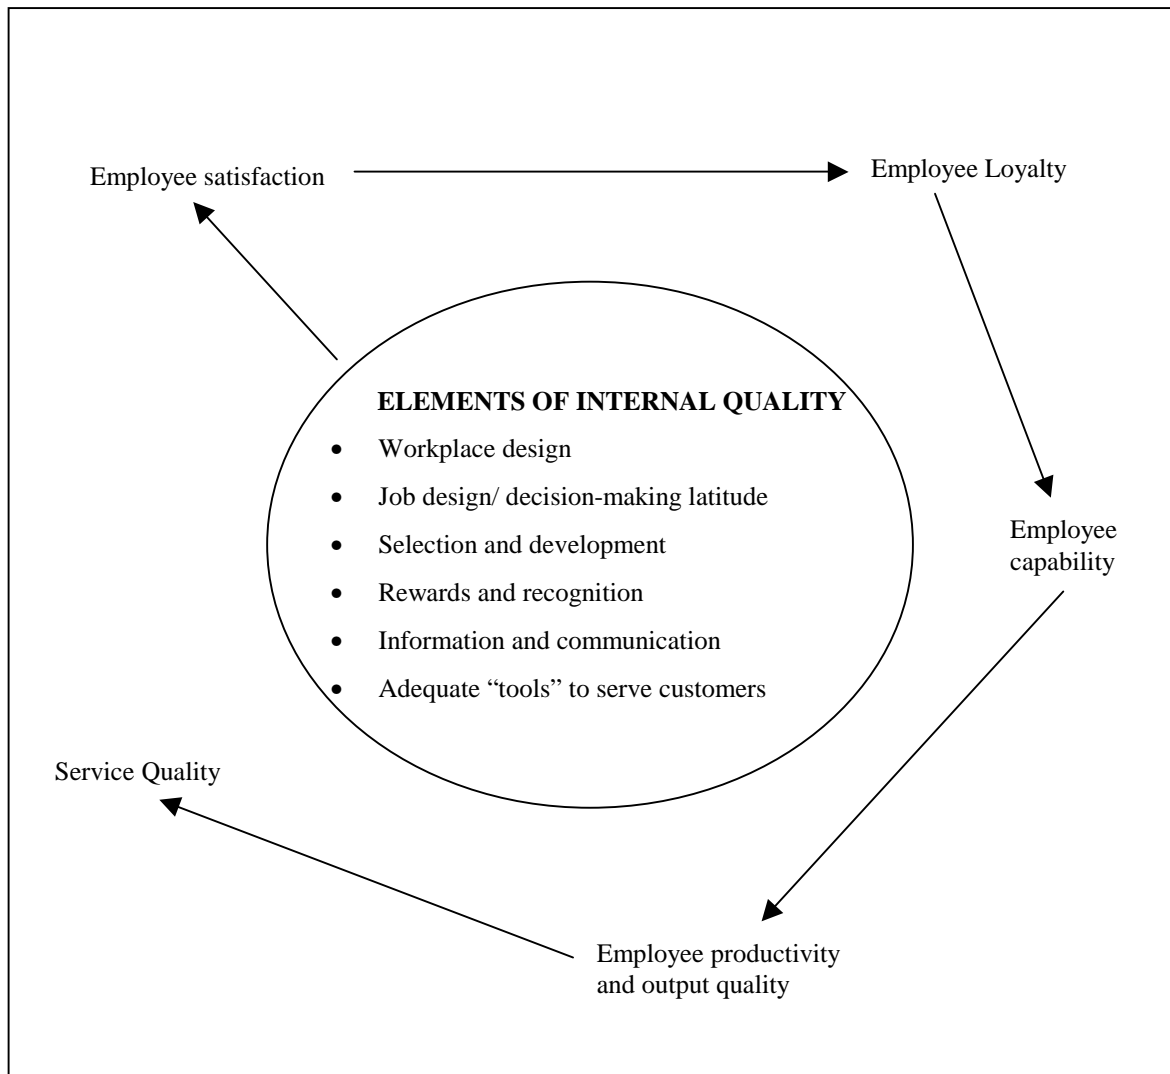 Employee satisfaction
Employee Loyalty
ELEMENTS OF INTERNAL QUALITY
• Workplace design
• Job design/ decision-making latitude
• Selection and development
• Rewards and recognition
• Information and communication
• Adequate “tools” to serve customers
Employee
capability
Service Quality
Employee productivity
and output quality